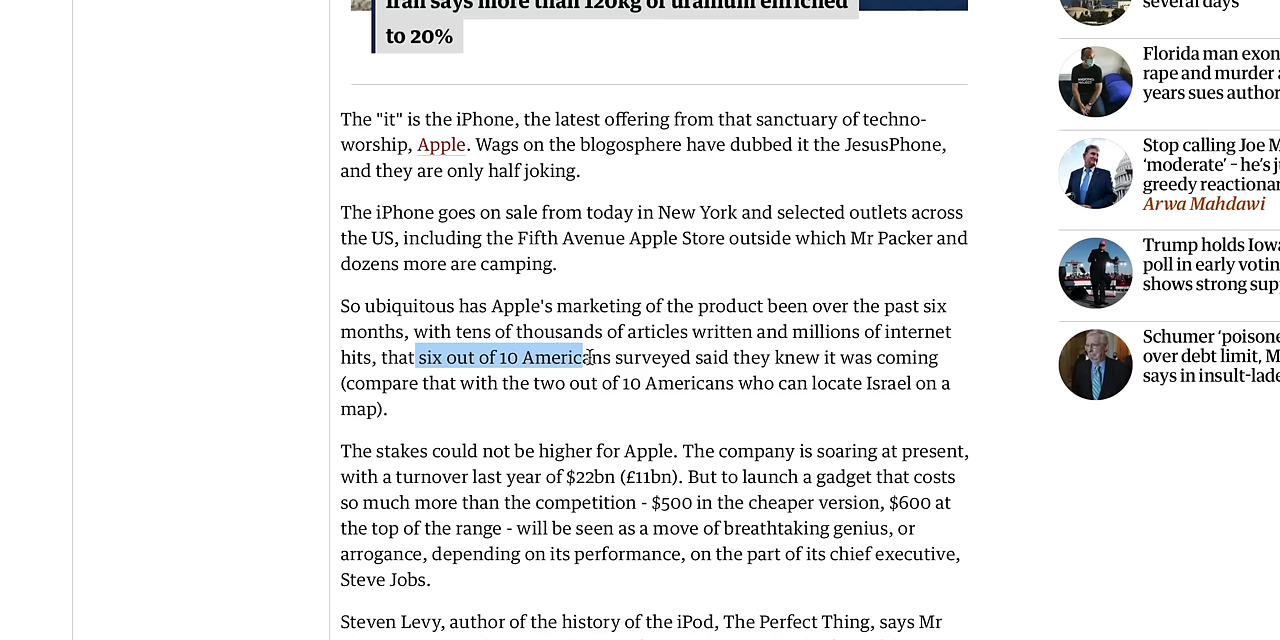 Iran says more than 120kg of uranium enriched
to 20%
The "it" is the iPhone, the latest offering from that sanctuary of techno-
worship, Apple. Wags on the blogosphere have dubbed it the JesusPhone,
and they are only half joking.
The iPhone goes on sale from today in New York and selected outlets across
the US, including the Fifth Avenue Apple Store outside which Mr Packer and
dozens more are camping.
So ubiquitous has Apple's marketing of the product been over the past six
months, with tens of thousands of articles written and millions of internet
hits, that six out of 10 Americans surveyed said they knew it was coming
(compare that with the two out of 10 Americans who can locate Israel on a
map).
The stakes could not be higher for Apple. The company is soaring at present,
with a turnover last year of $22bn (£11bn). But to launch a gadget that costs
so much more than the competition - $500 in the cheaper version, $600 at
the top of the range - will be seen as a move of breathtaking genius, or
arrogance, depending on its performance, on the part of its chief executive,
Steve Jobs.
Steven Levy, author of the history of the iPod, The Perfect Thing, says Mr
several days
Florida man exon
rape and murder
years sues author
Stop calling Joe M
‘moderate’ – he’s j
greedy reactionar
Arwa Mahdawi
Trump holds Iowa
poll in early votin
shows strong sup
Schumer ‘poisone
over debt limit, M
says in insult-lade